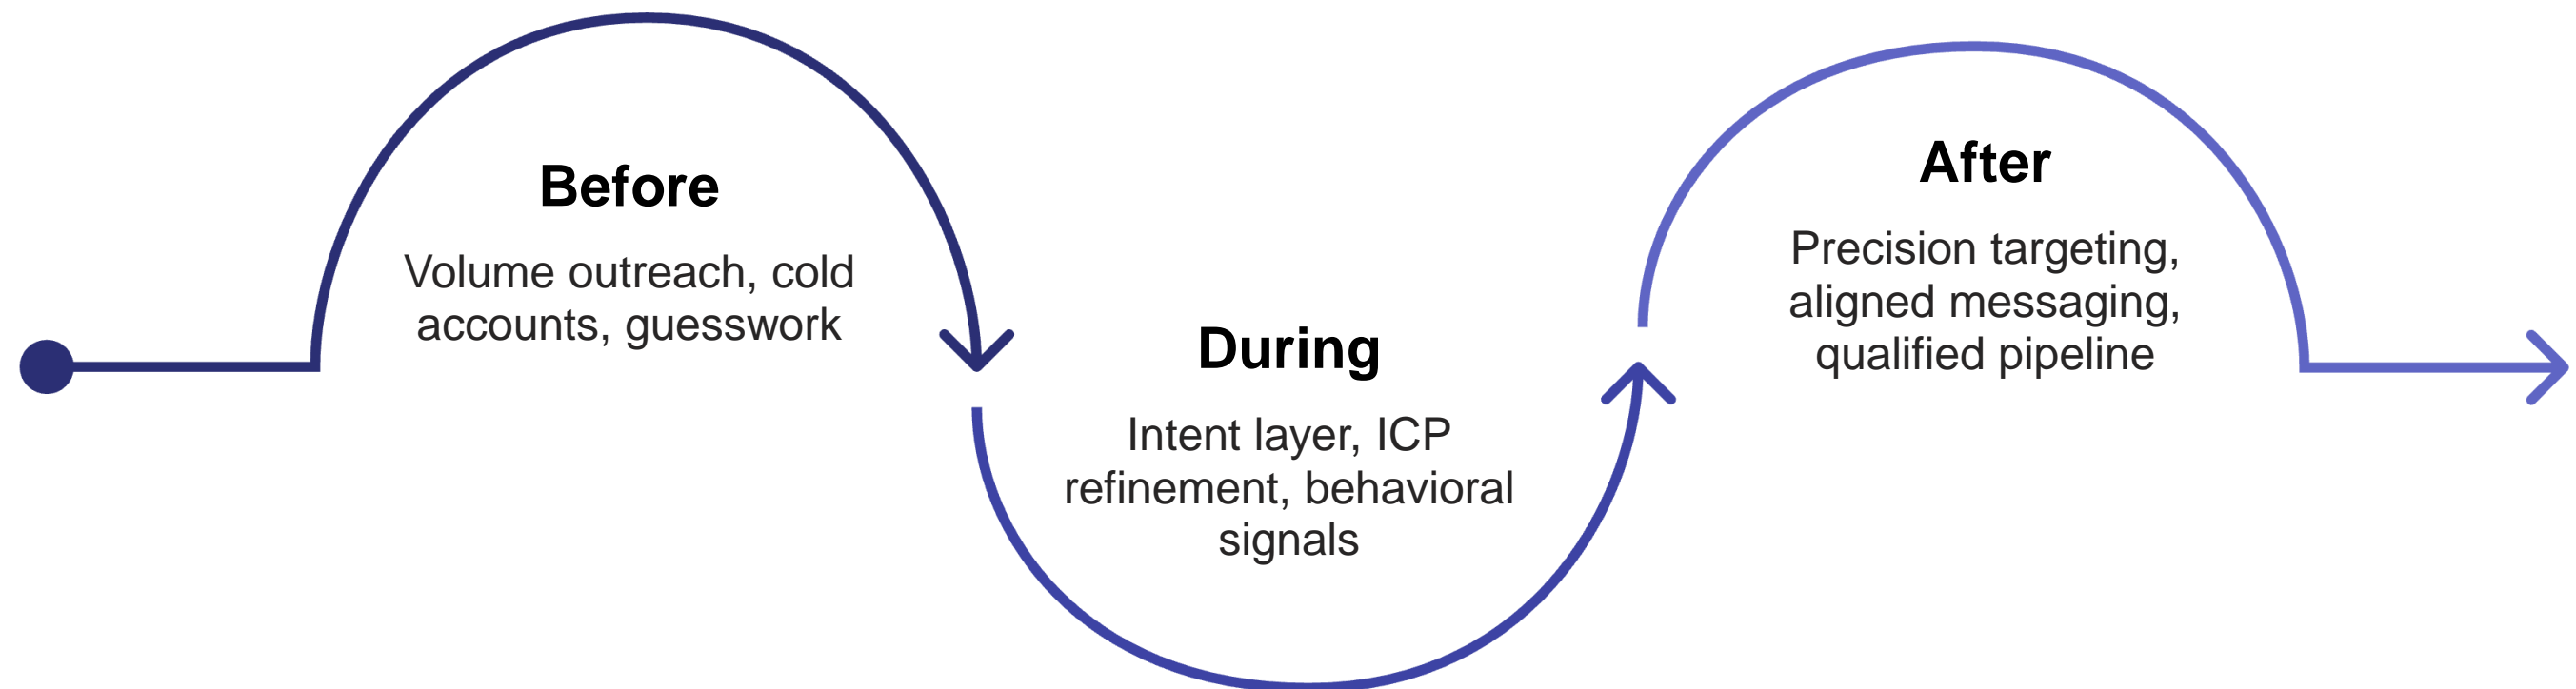 Before
Volume outreach, cold
accounts, guesswork
During
Intent layer, ICP
refinement, behavioral
signals
After
Precision targeting,
aligned messaging,
qualified pipeline